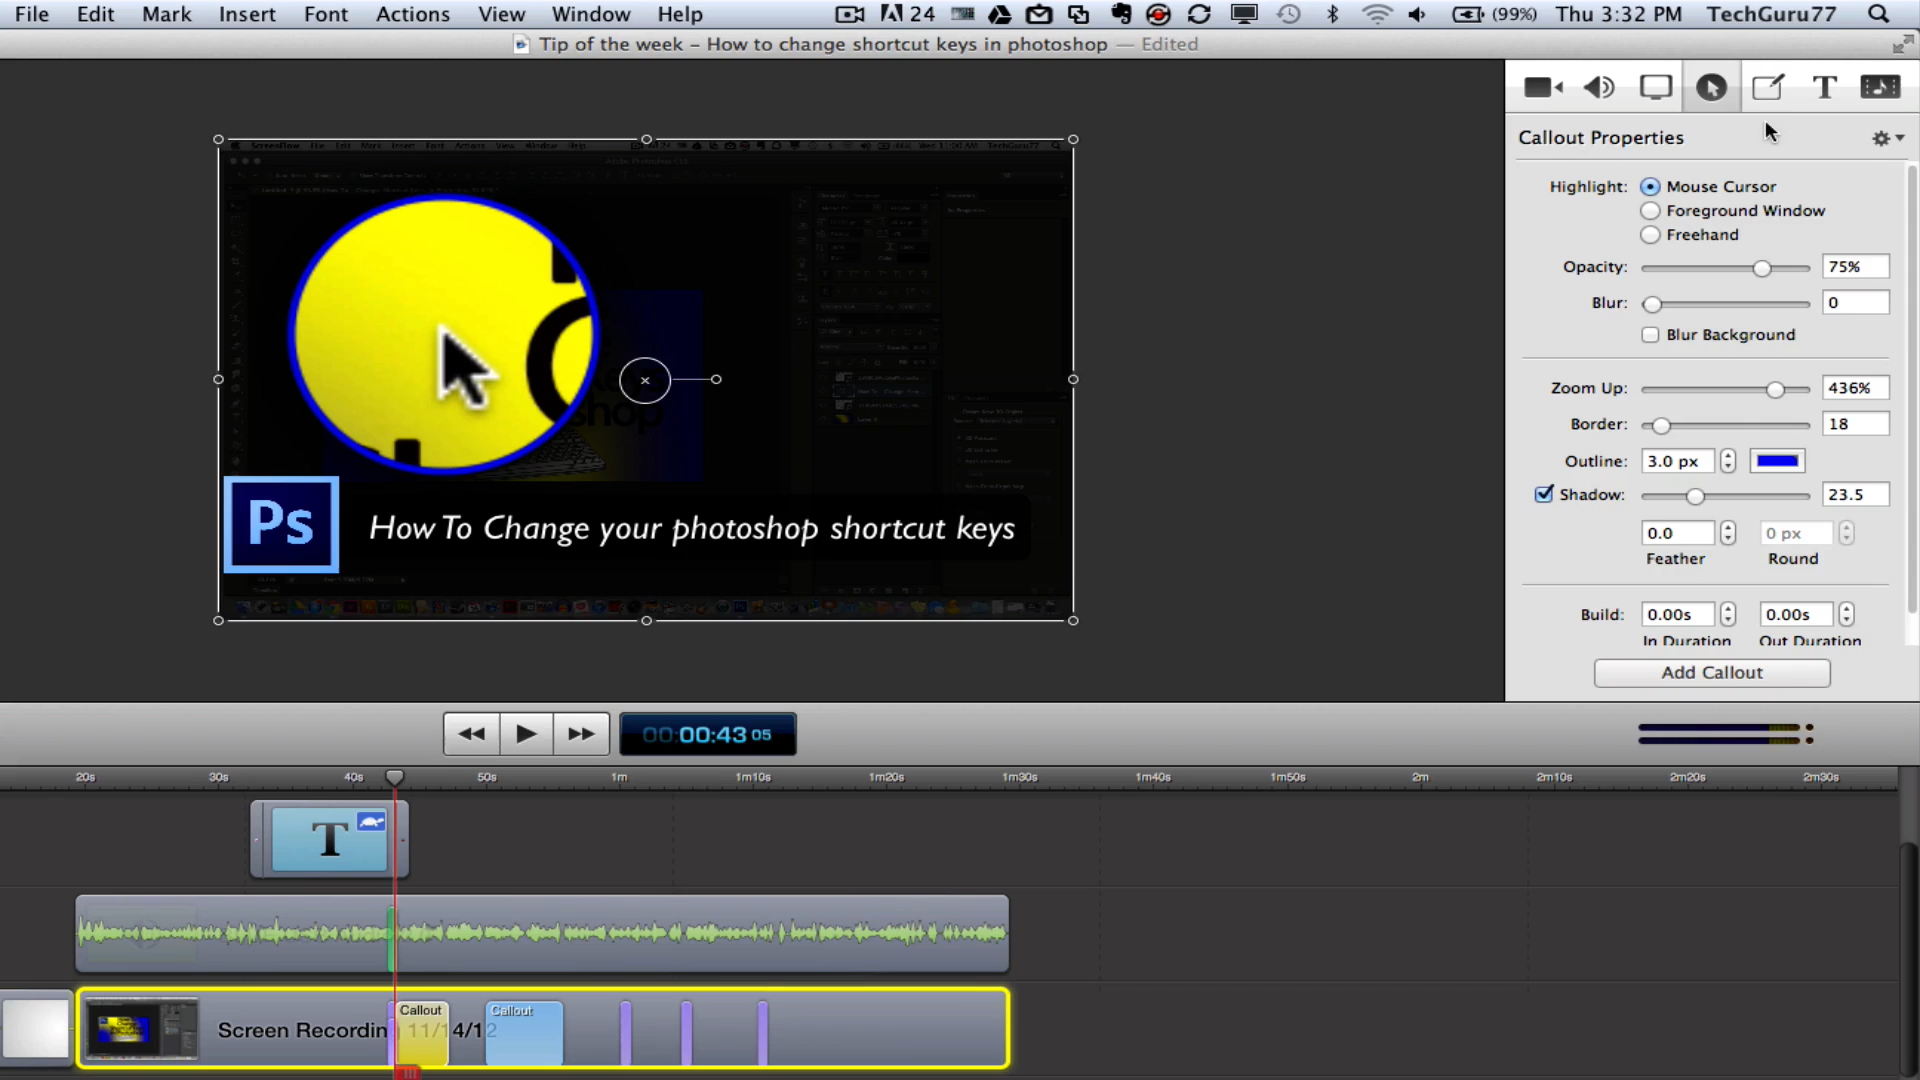 File Edit Mark Insert Font Actions View Window Help 24 (99%) Thu 3:32 PM TechGuru77
Tip of the week – How to change shortcut keys in photoshop — Edited
T
Callout Properties
Highlight: Mouse Cursor
Foreground Window
Freehand
Opacity: 75%
Blur: 0
Blur Background
Zoom Up: 436%
Border: 18
Outline: 3.0 px
Shadow: 23.5
0.0 0 px
Feather Round
Build: 0.00s 0.00s
In Duration Out Duration
Add Callout
shop
Ps How To Change your photoshop shortcut keys
00:00:43 05
20s 30s 40s 50s 1m 1m10s 1m20s 1m30s 1m40s 1m50s 2m 2m10s 2m20s 2m30s
T
Callout Callout
Screen Recordin 11/14/12